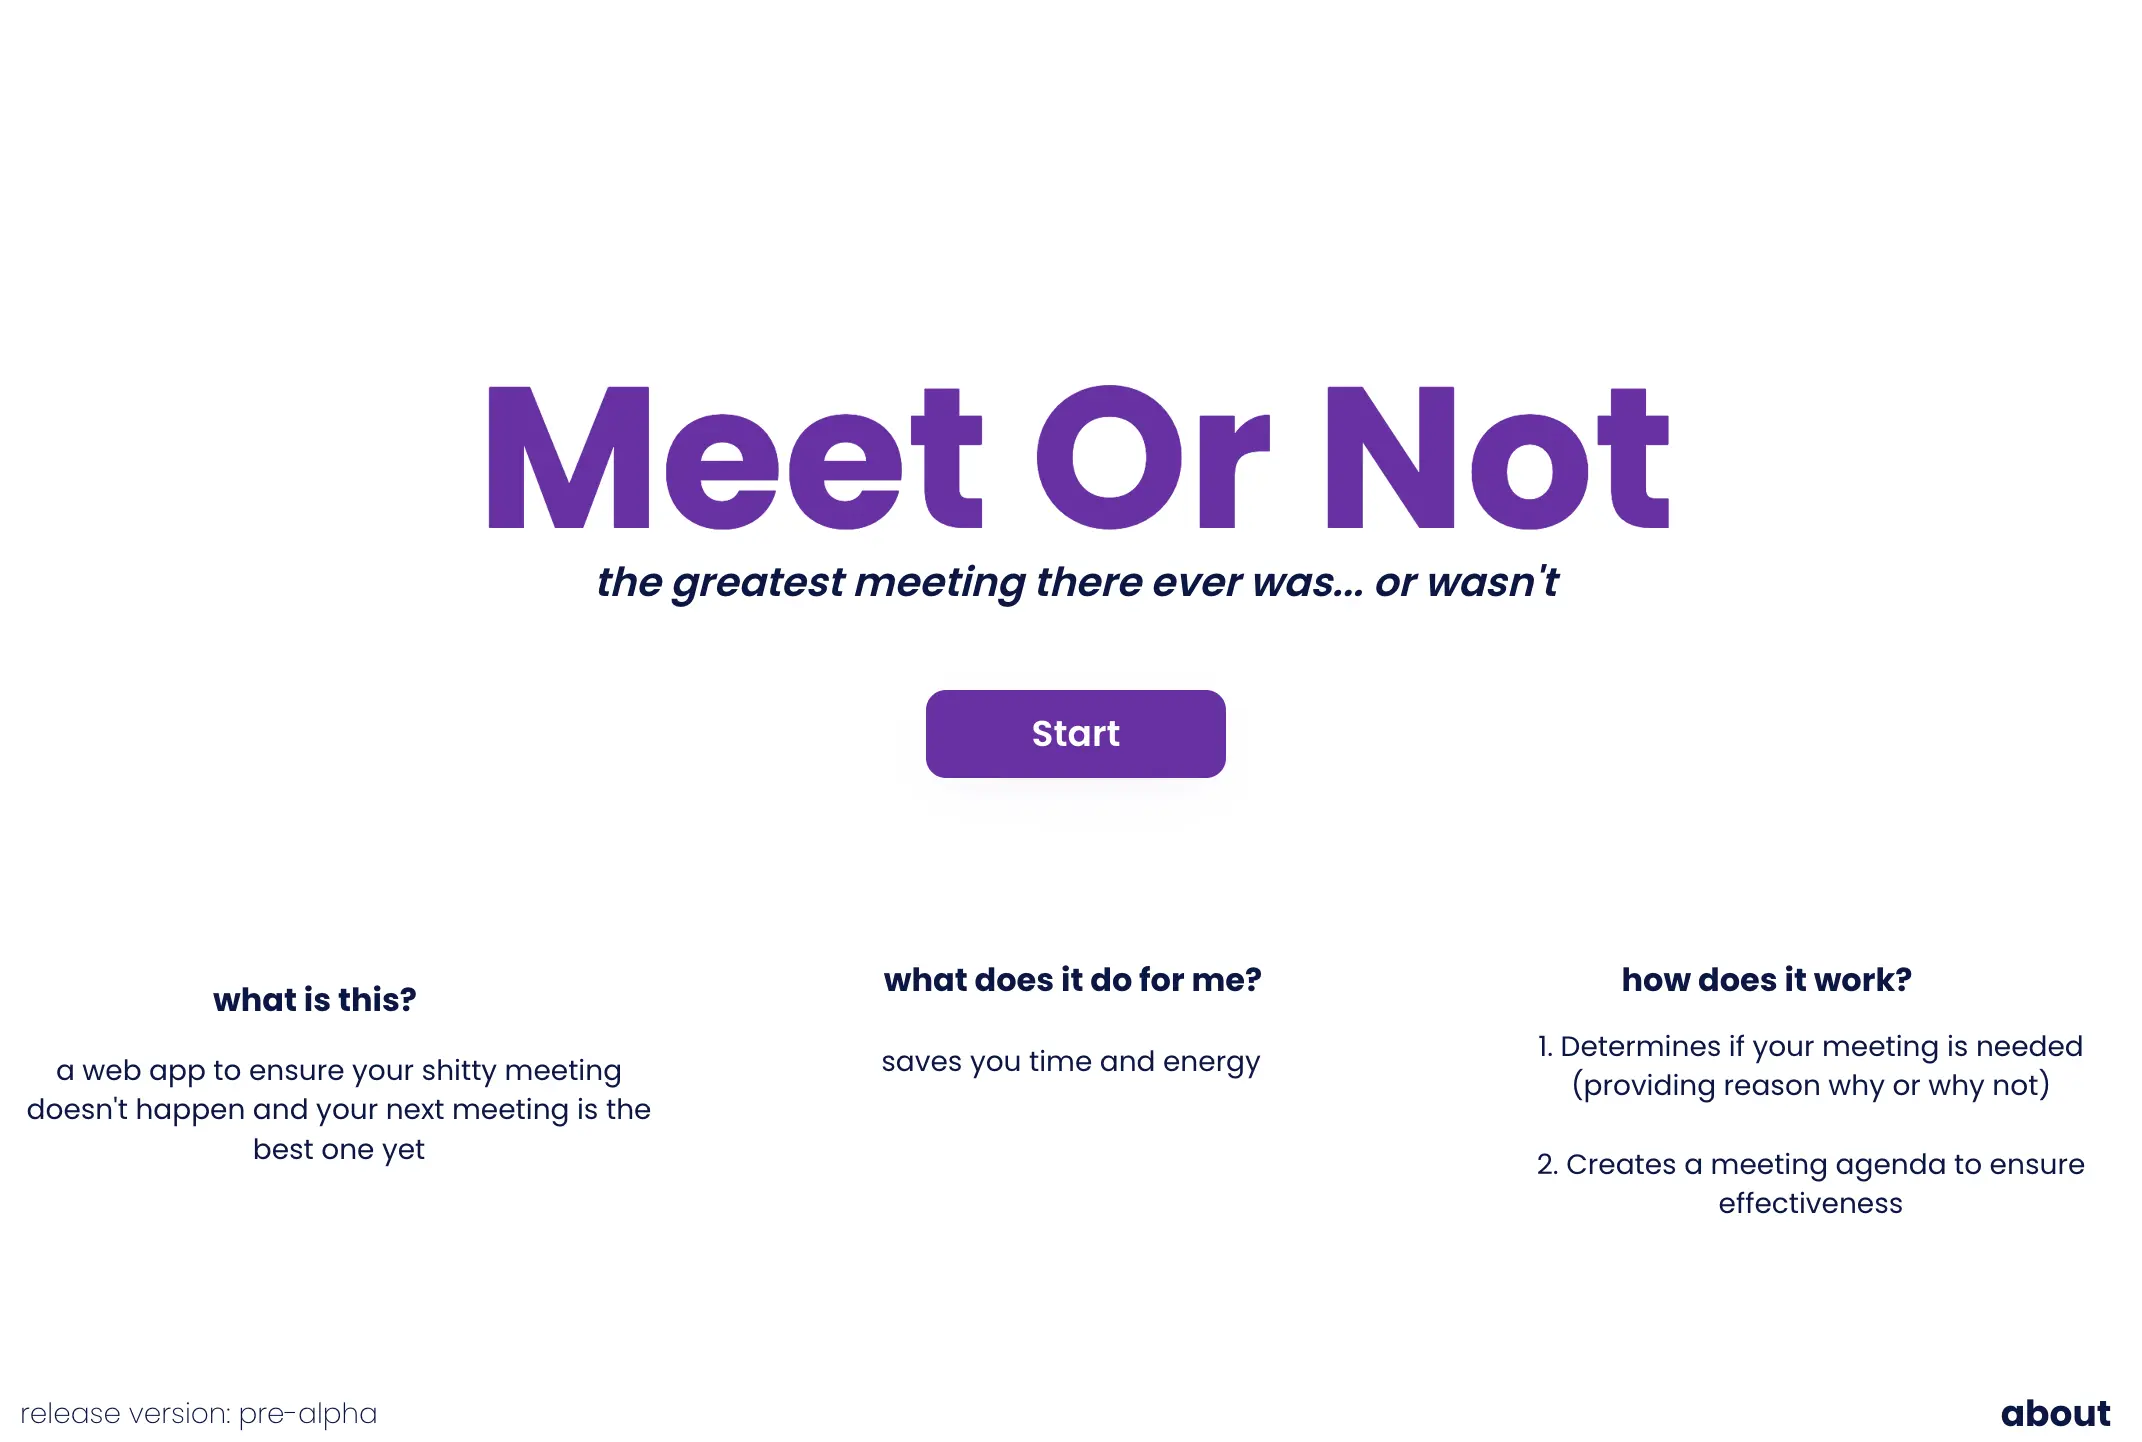 Meet Or Not
the greatest meeting there ever was... or wasn't
Start
what is this?
a web app to ensure your shitty meeting
doesn't happen and your next meeting is the
best one yet
what does it do for me?
saves you time and energy
how does it work?
1. Determines if your meeting is needed
(providing reason why or why not)
2. Creates a meeting agenda to ensure
effectiveness
release version: pre-alpha
about